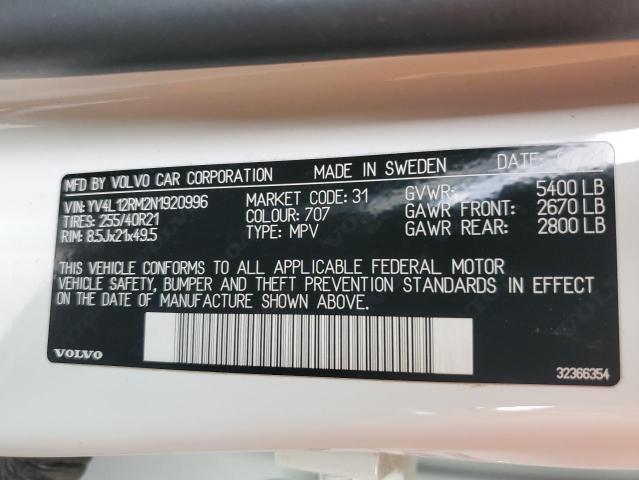 MFD BY VOLVO CAR CORPORATION MADE IN SWEDEN DATE:
VIN: YV4L12RM2N1920996 MARKET CODE: 31 GVWR: 5400 LB
TIRES: 255/40R21 COLOUR: 707 GAWR FRONT: 2670 LB
RIM: 8.5Jx21x49.5 TYPE: MPV GAWR REAR: 2800 LB
THIS VEHICLE CONFORMS TO ALL APPLICABLE FEDERAL MOTOR
VEHICLE SAFETY, BUMPER AND THEFT PREVENTION STANDARDS IN EFFECT
ON THE DATE OF MANUFACTURE SHOWN ABOVE.
VOLVO 32366354